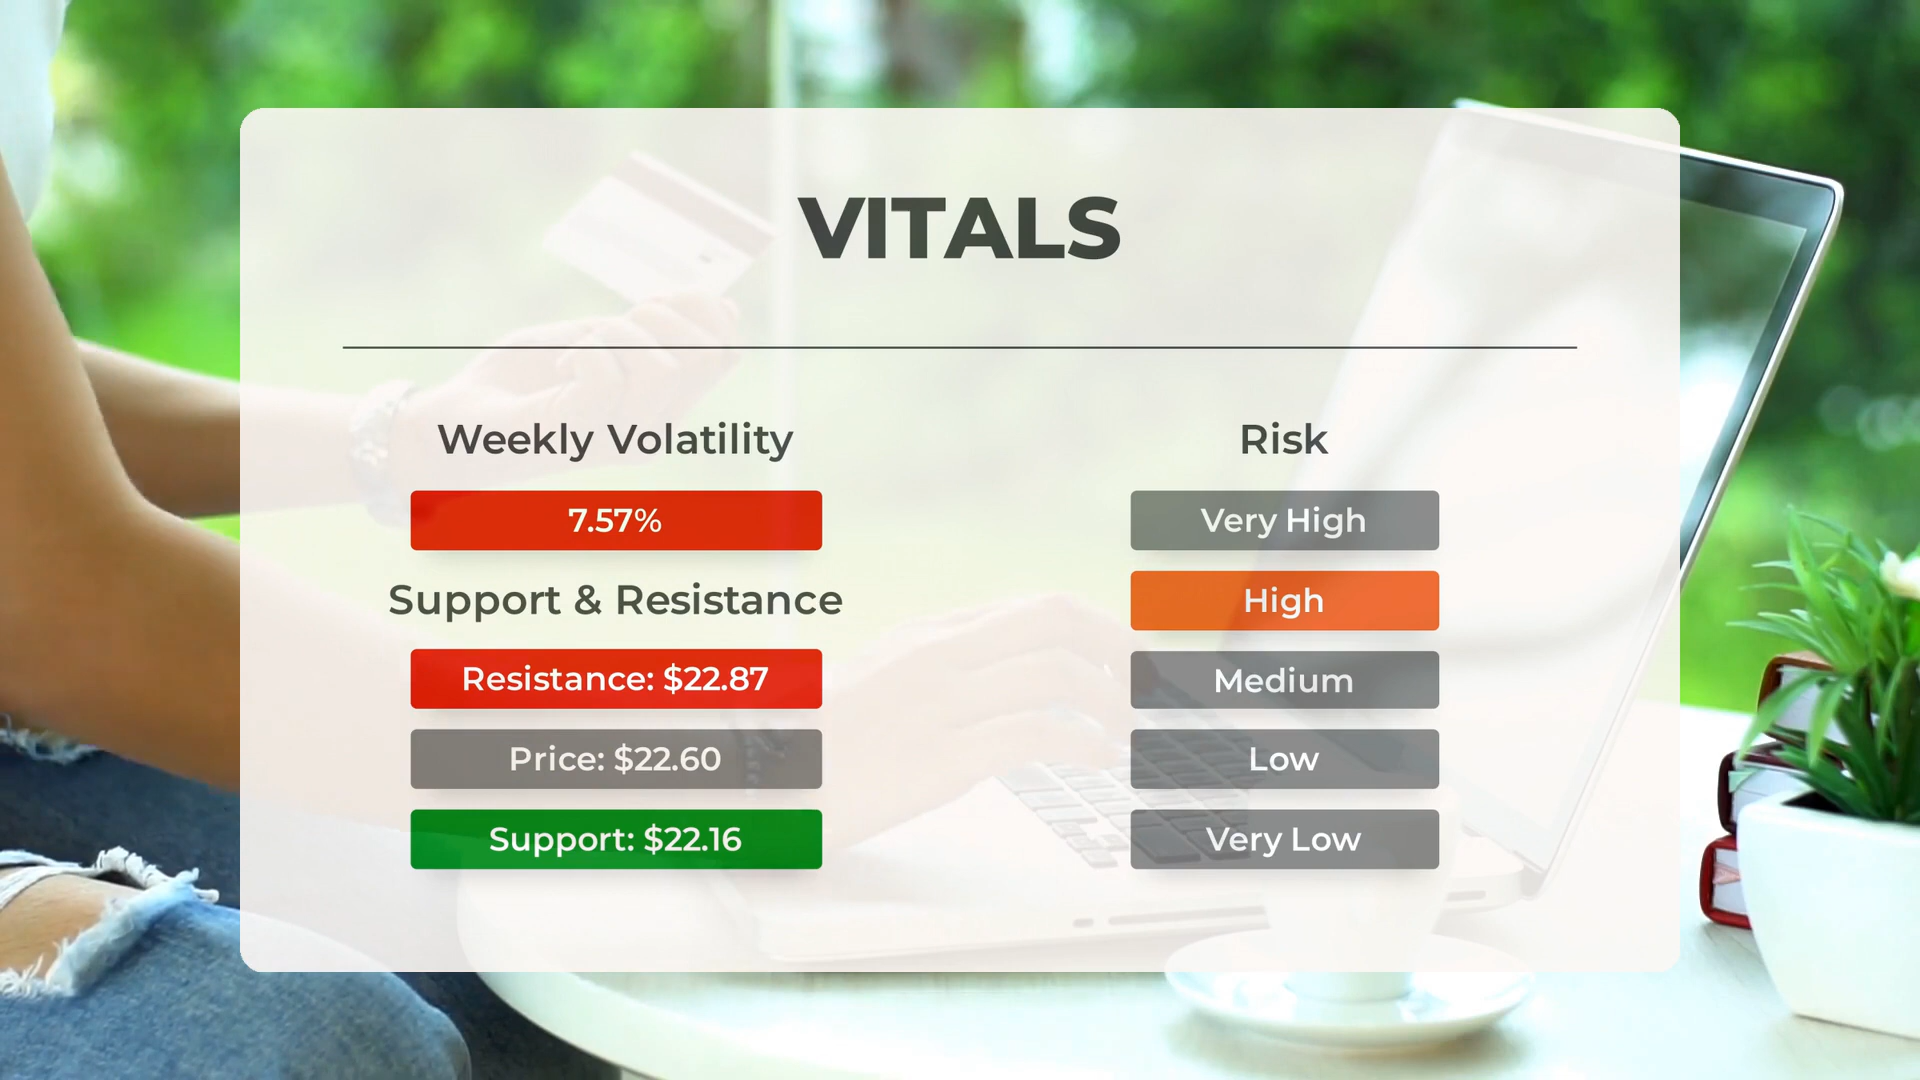 VITALS
Weekly Volatility
7.57%
Support & Resistance
Resistance: $22.87
Price: $22.60
Support: $22.16
Risk
Very High
High
Medium
Low
Very Low